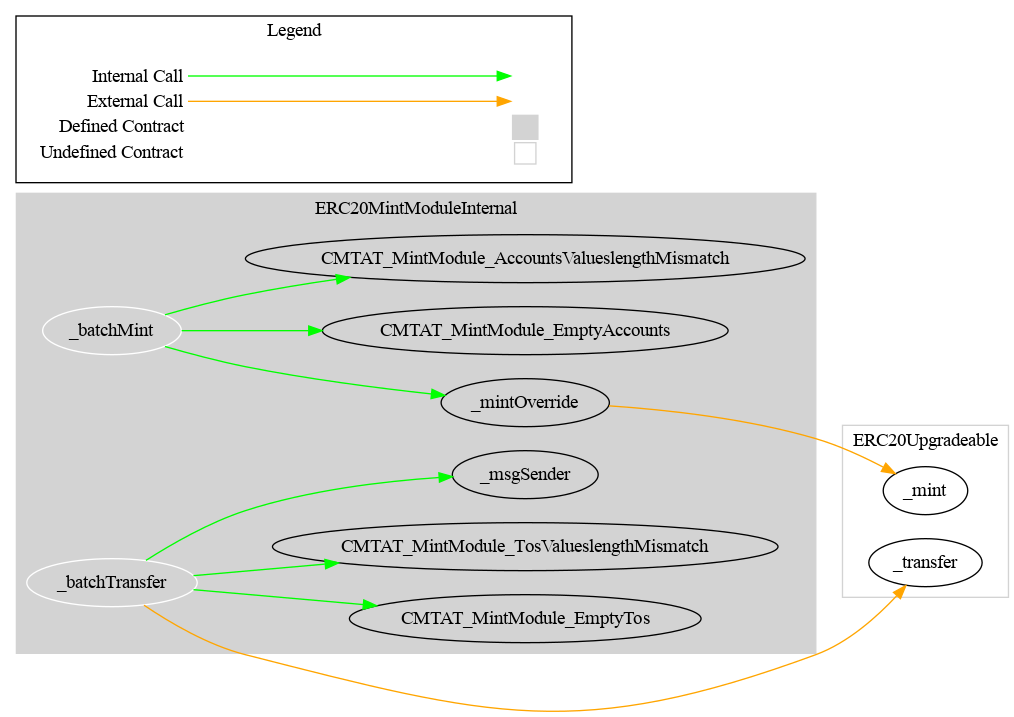 Legend
Internal Call
External Call
Defined Contract
Undefined Contract
ERC20MintModuleInternal
CMTAT_MintModule_AccountsValueslengthMismatch
_batchMint
CMTAT_MintModule_EmptyAccounts
_mintOverride
ERC20Upgradeable
_msgSender
_mint
CMTAT_MintModule_TosValueslengthMismatch
_transfer
_batchTransfer
CMTAT_MintModule_EmptyTos